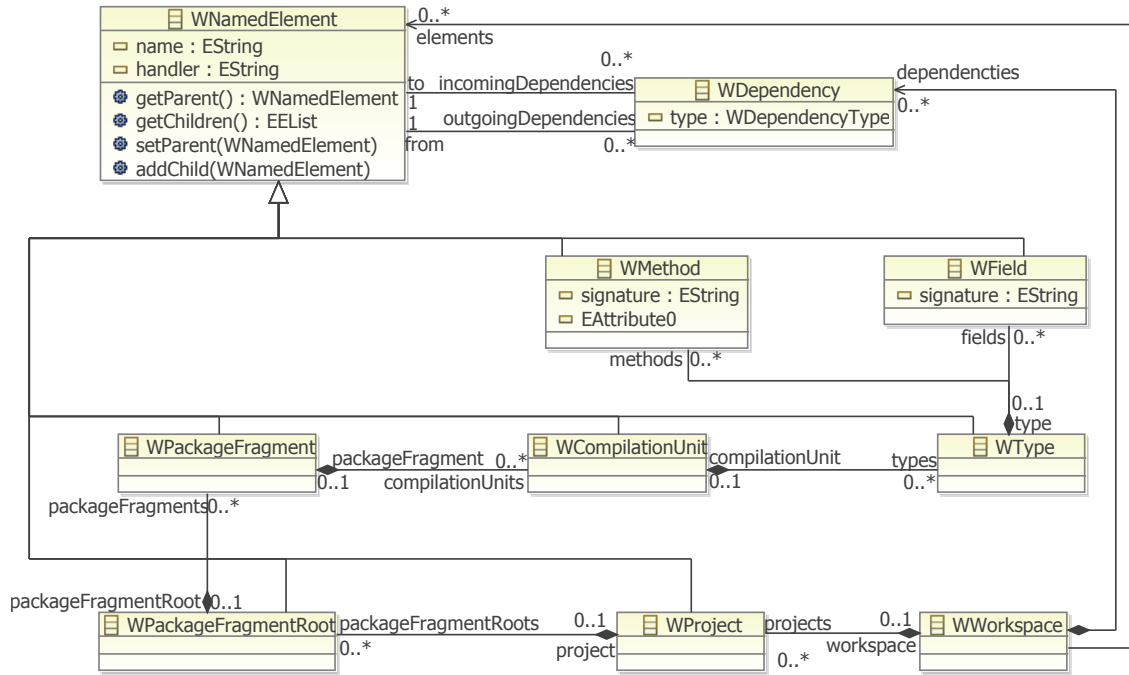 WNamedElement
name : EString
handler : EString
getParent() : WNamedElement
getChildren() : EEList
setParent(WNamedElement)
addChild(WNamedElement)
0..*
elements
0..*
to incomingDependencies
1
1 outgoingDependencies
from 0..*
WDependency
type : WDependencyType
dependencties
0..*
WMethod
signature : EString
EAttribute0
methods 0..*
WField
signature : EString
fields 0..*
0..1
type
WPackageFragment
packageFragment 0..*
0..1 compilationUnits
WCompilationUnit
compilationUnit
0..1
types
0..*
WType
packageFragments 0..*
packageFragmentRoot 0..1
WPackageFragmentRoot
packageFragmentRoots 0..1
0..* project
WProject
projects 0..1
0..* workspace
WWorkspace